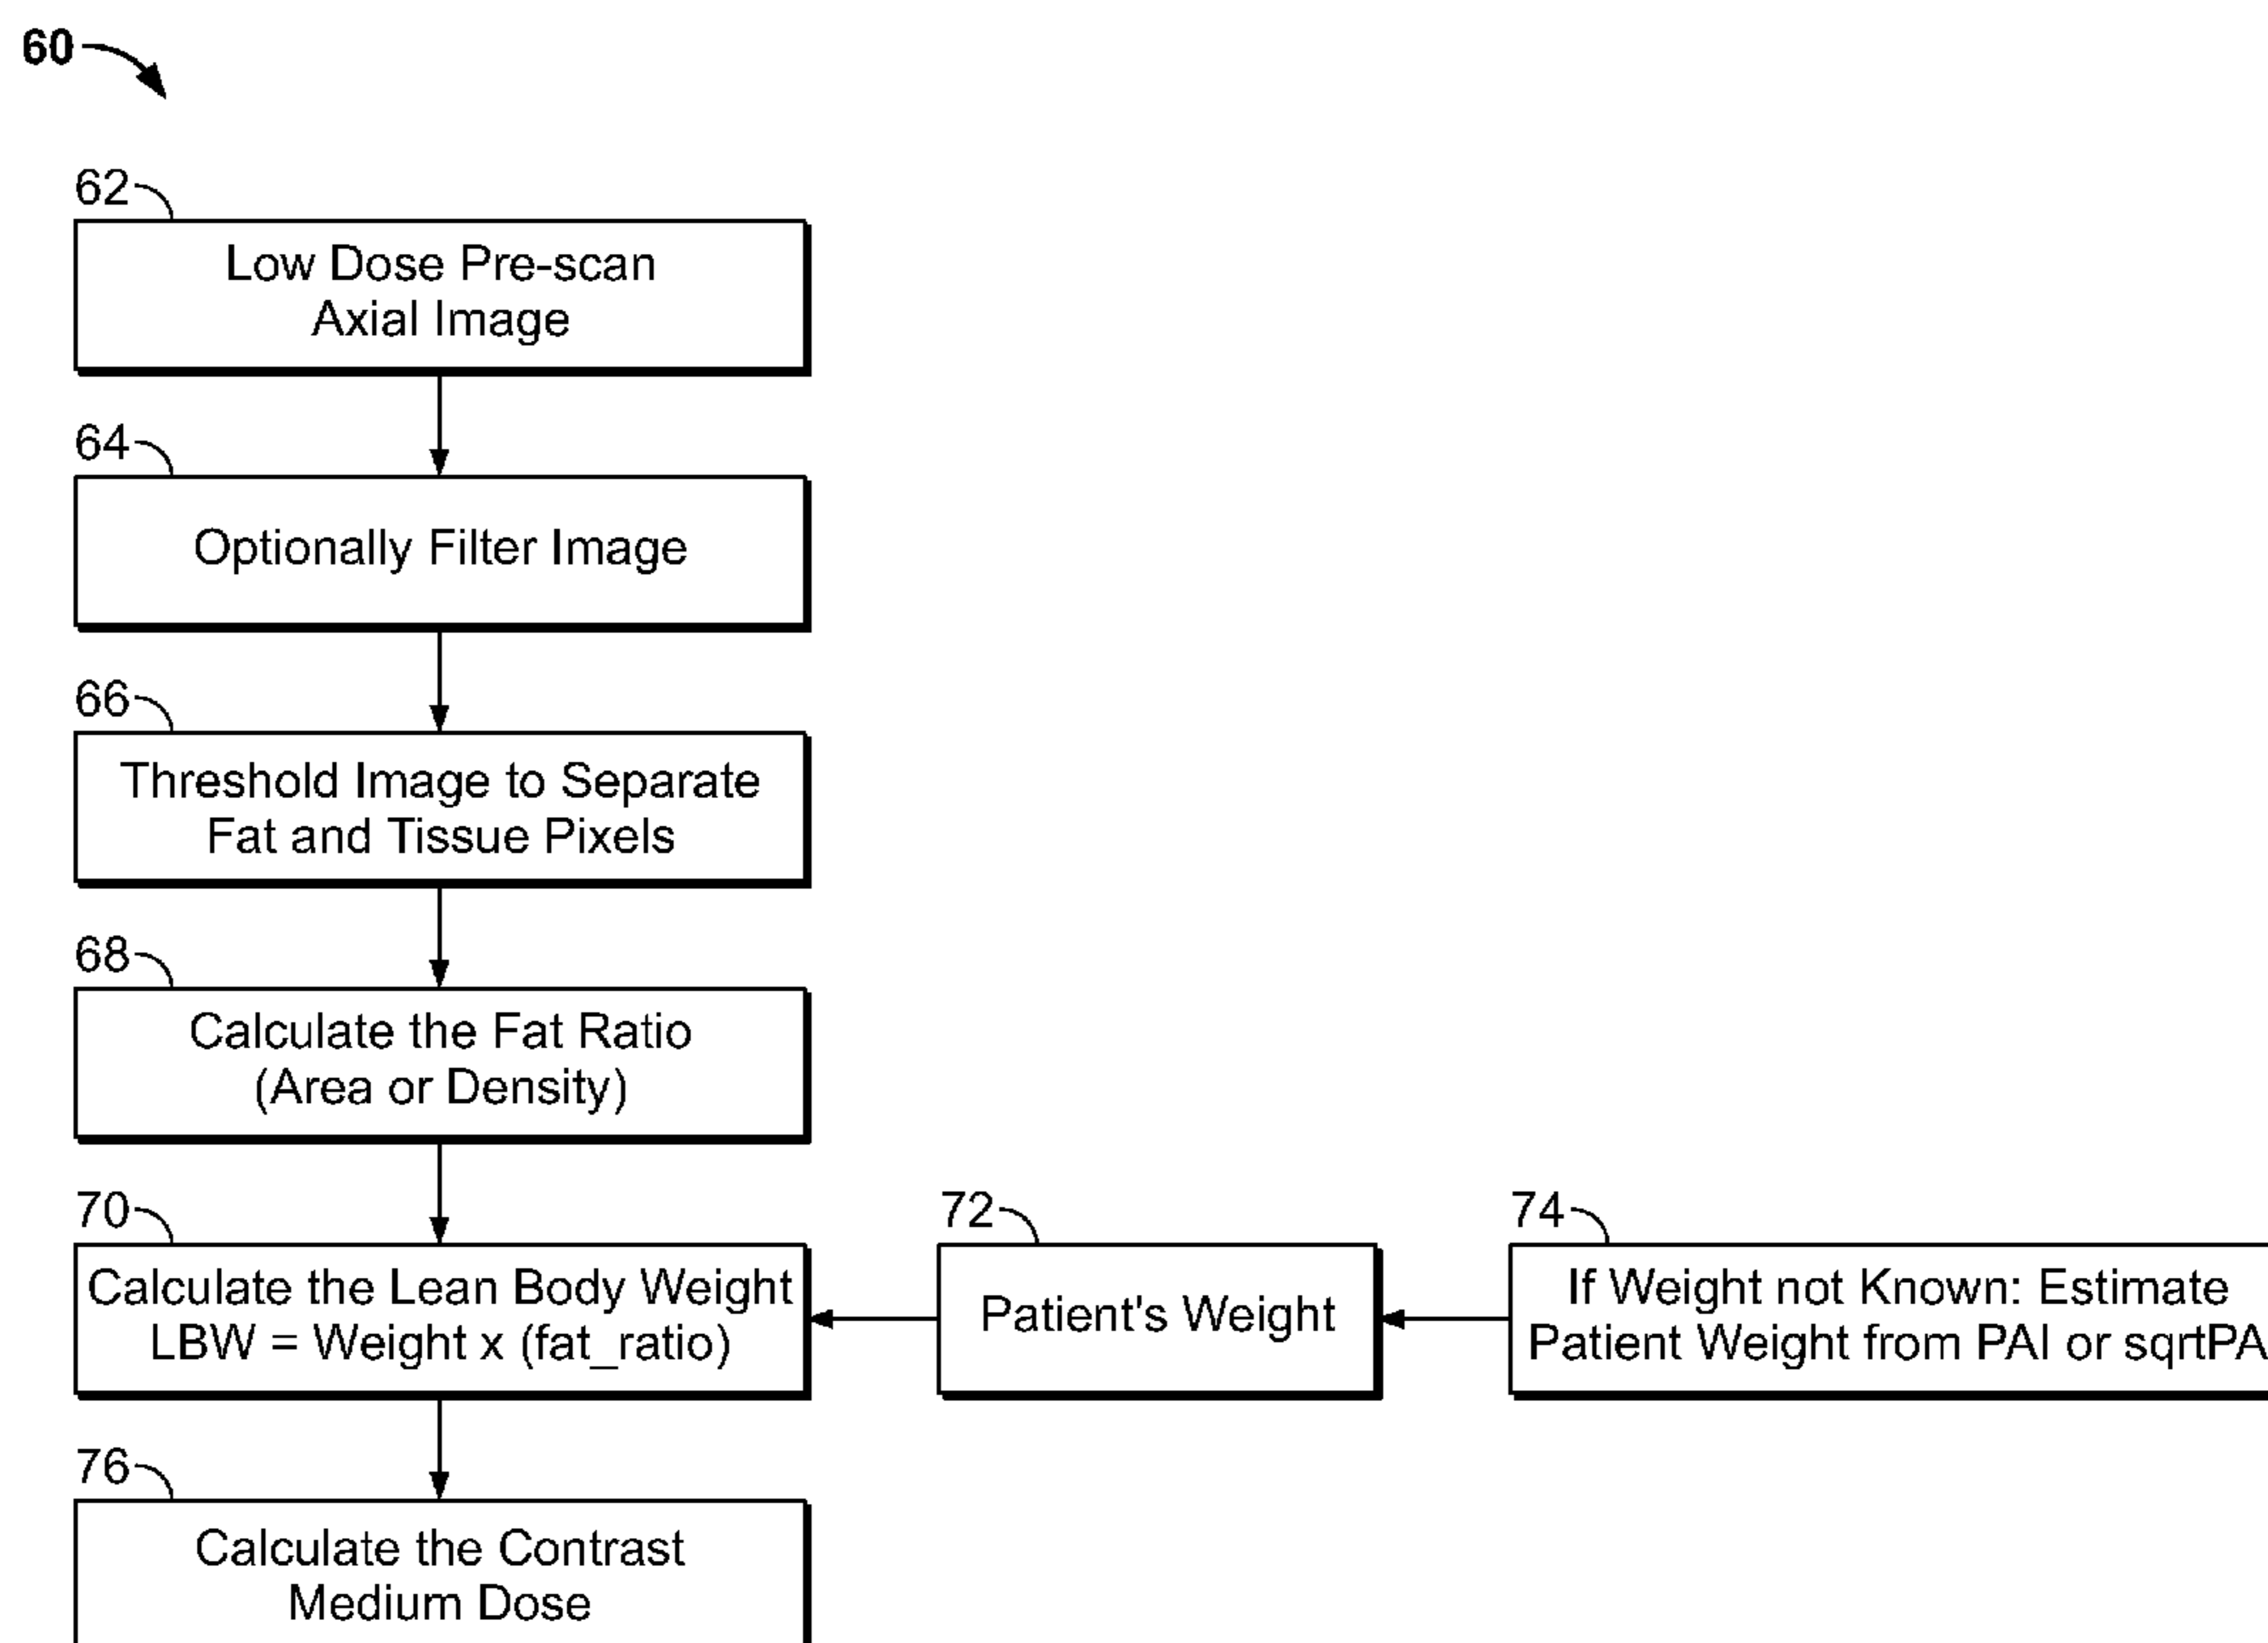 60
62
Low Dose Pre-scan
Axial Image
64
Optionally Filter Image
66
Threshold Image to Separate
Fat and Tissue Pixels
68
Calculate the Fat Ratio
(Area or Density)
70
Calculate the Lean Body Weight
LBW = Weight x (fat_ratio)
72
Patient's Weight
74
If Weight not Known: Estimate
Patient Weight from PAI or
76
Calculate the Contrast
Medium Dose